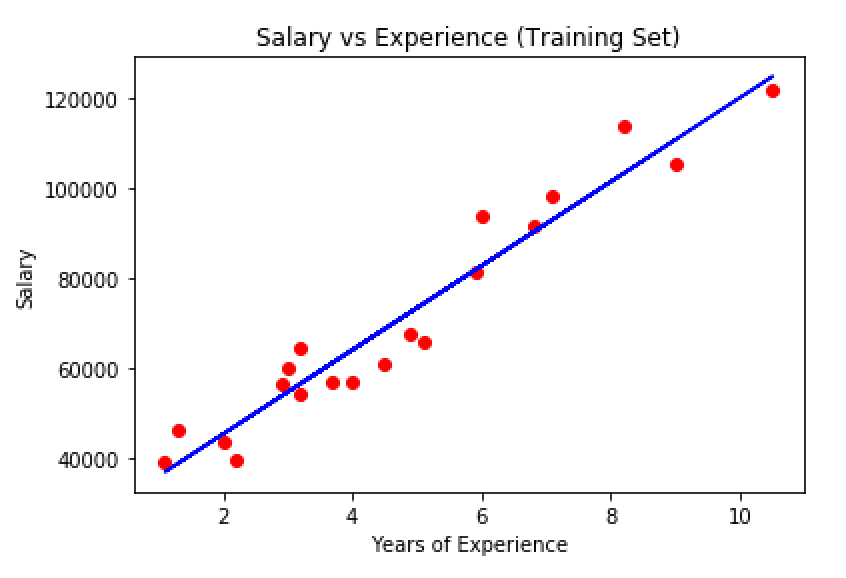 Salary vs Experience (Training Set)
120000
100000
80000
60000
40000
Salary
2 4 6 8 10
Years of Experience